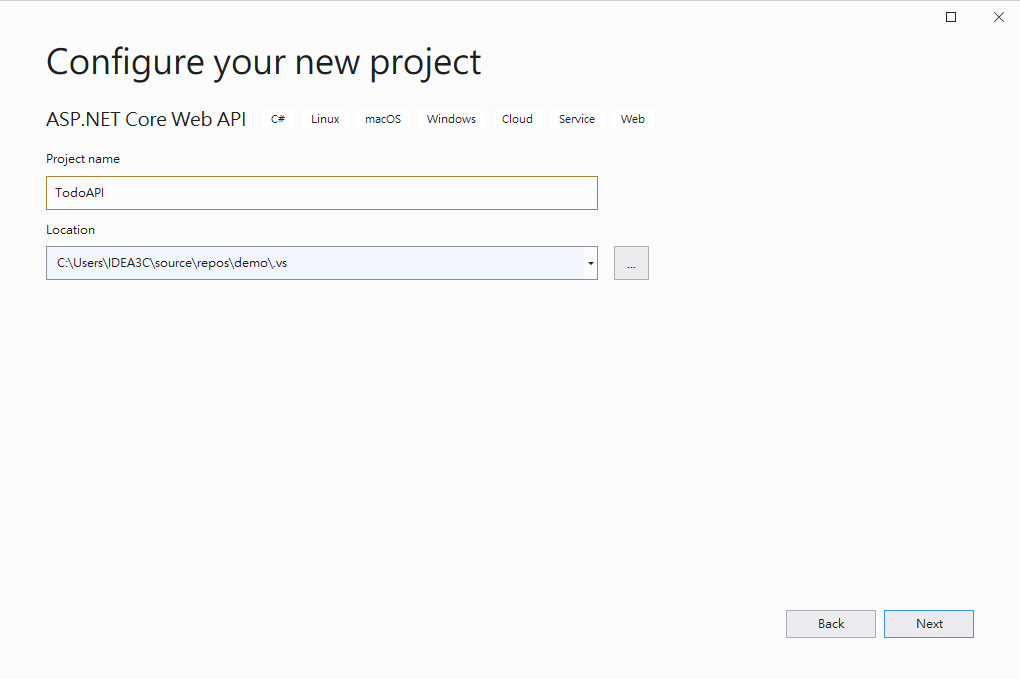 Configure your new project
ASP.NET Core Web API C# Linux macOS Windows Cloud Service Web
Project name
TodoAPI
Location
C:\Users\IDEA3C\source\repos\demo\.vs
...
Back Next